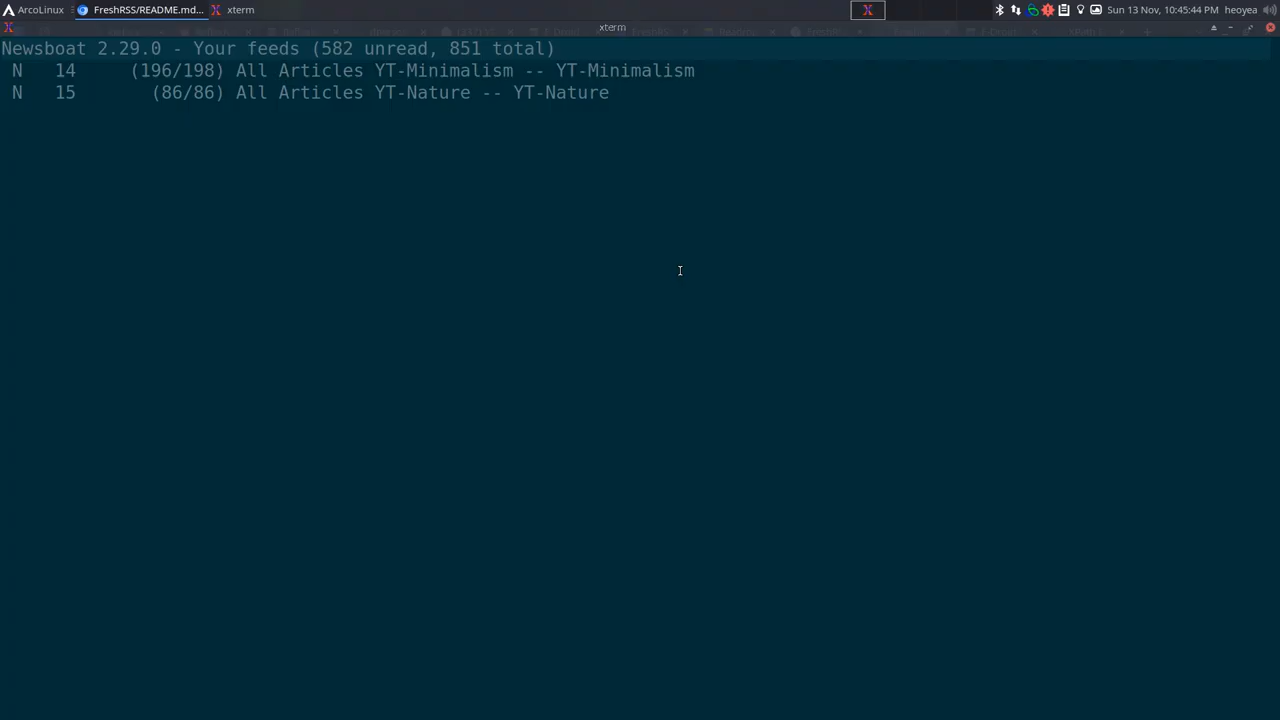 ArcoLinux FreshRSS/README.md... xterm Sun 13 Nov, 10:45:44 PM heoyea
xterm
Newsboat 2.29.0 - Your feeds (582 unread, 851 total)
N 14 (196/198) All Articles YT-Minimalism -- YT-Minimalism
N 15 (86/86) All Articles YT-Nature -- YT-Nature